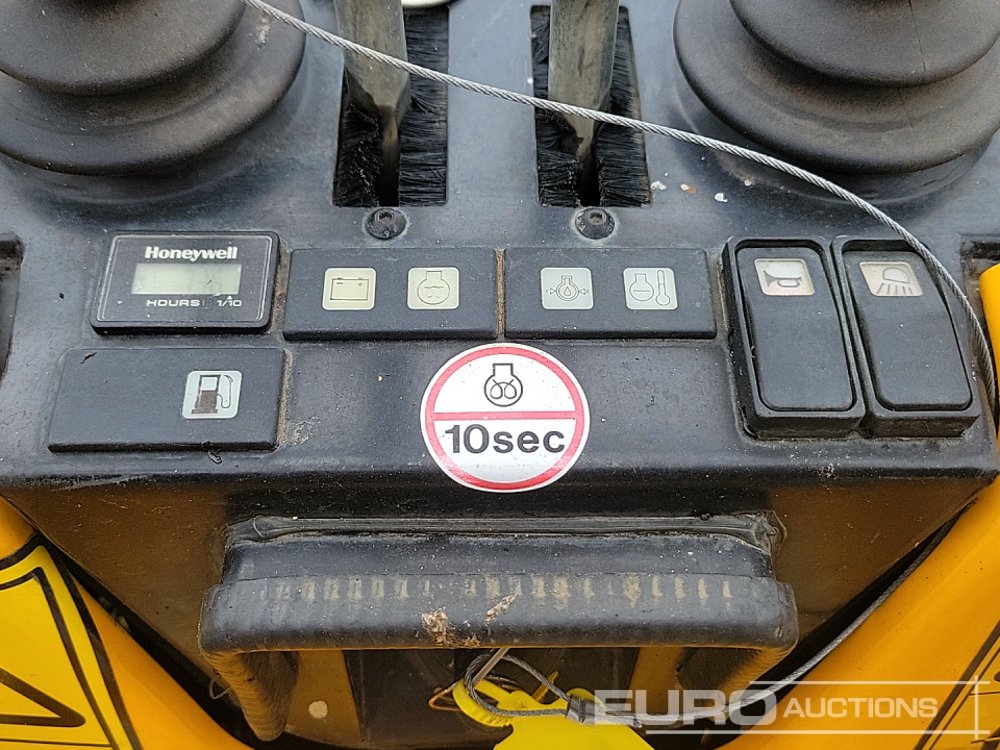 Honeywell
HOURS 1/10
10sec
EURO AUCTIONS